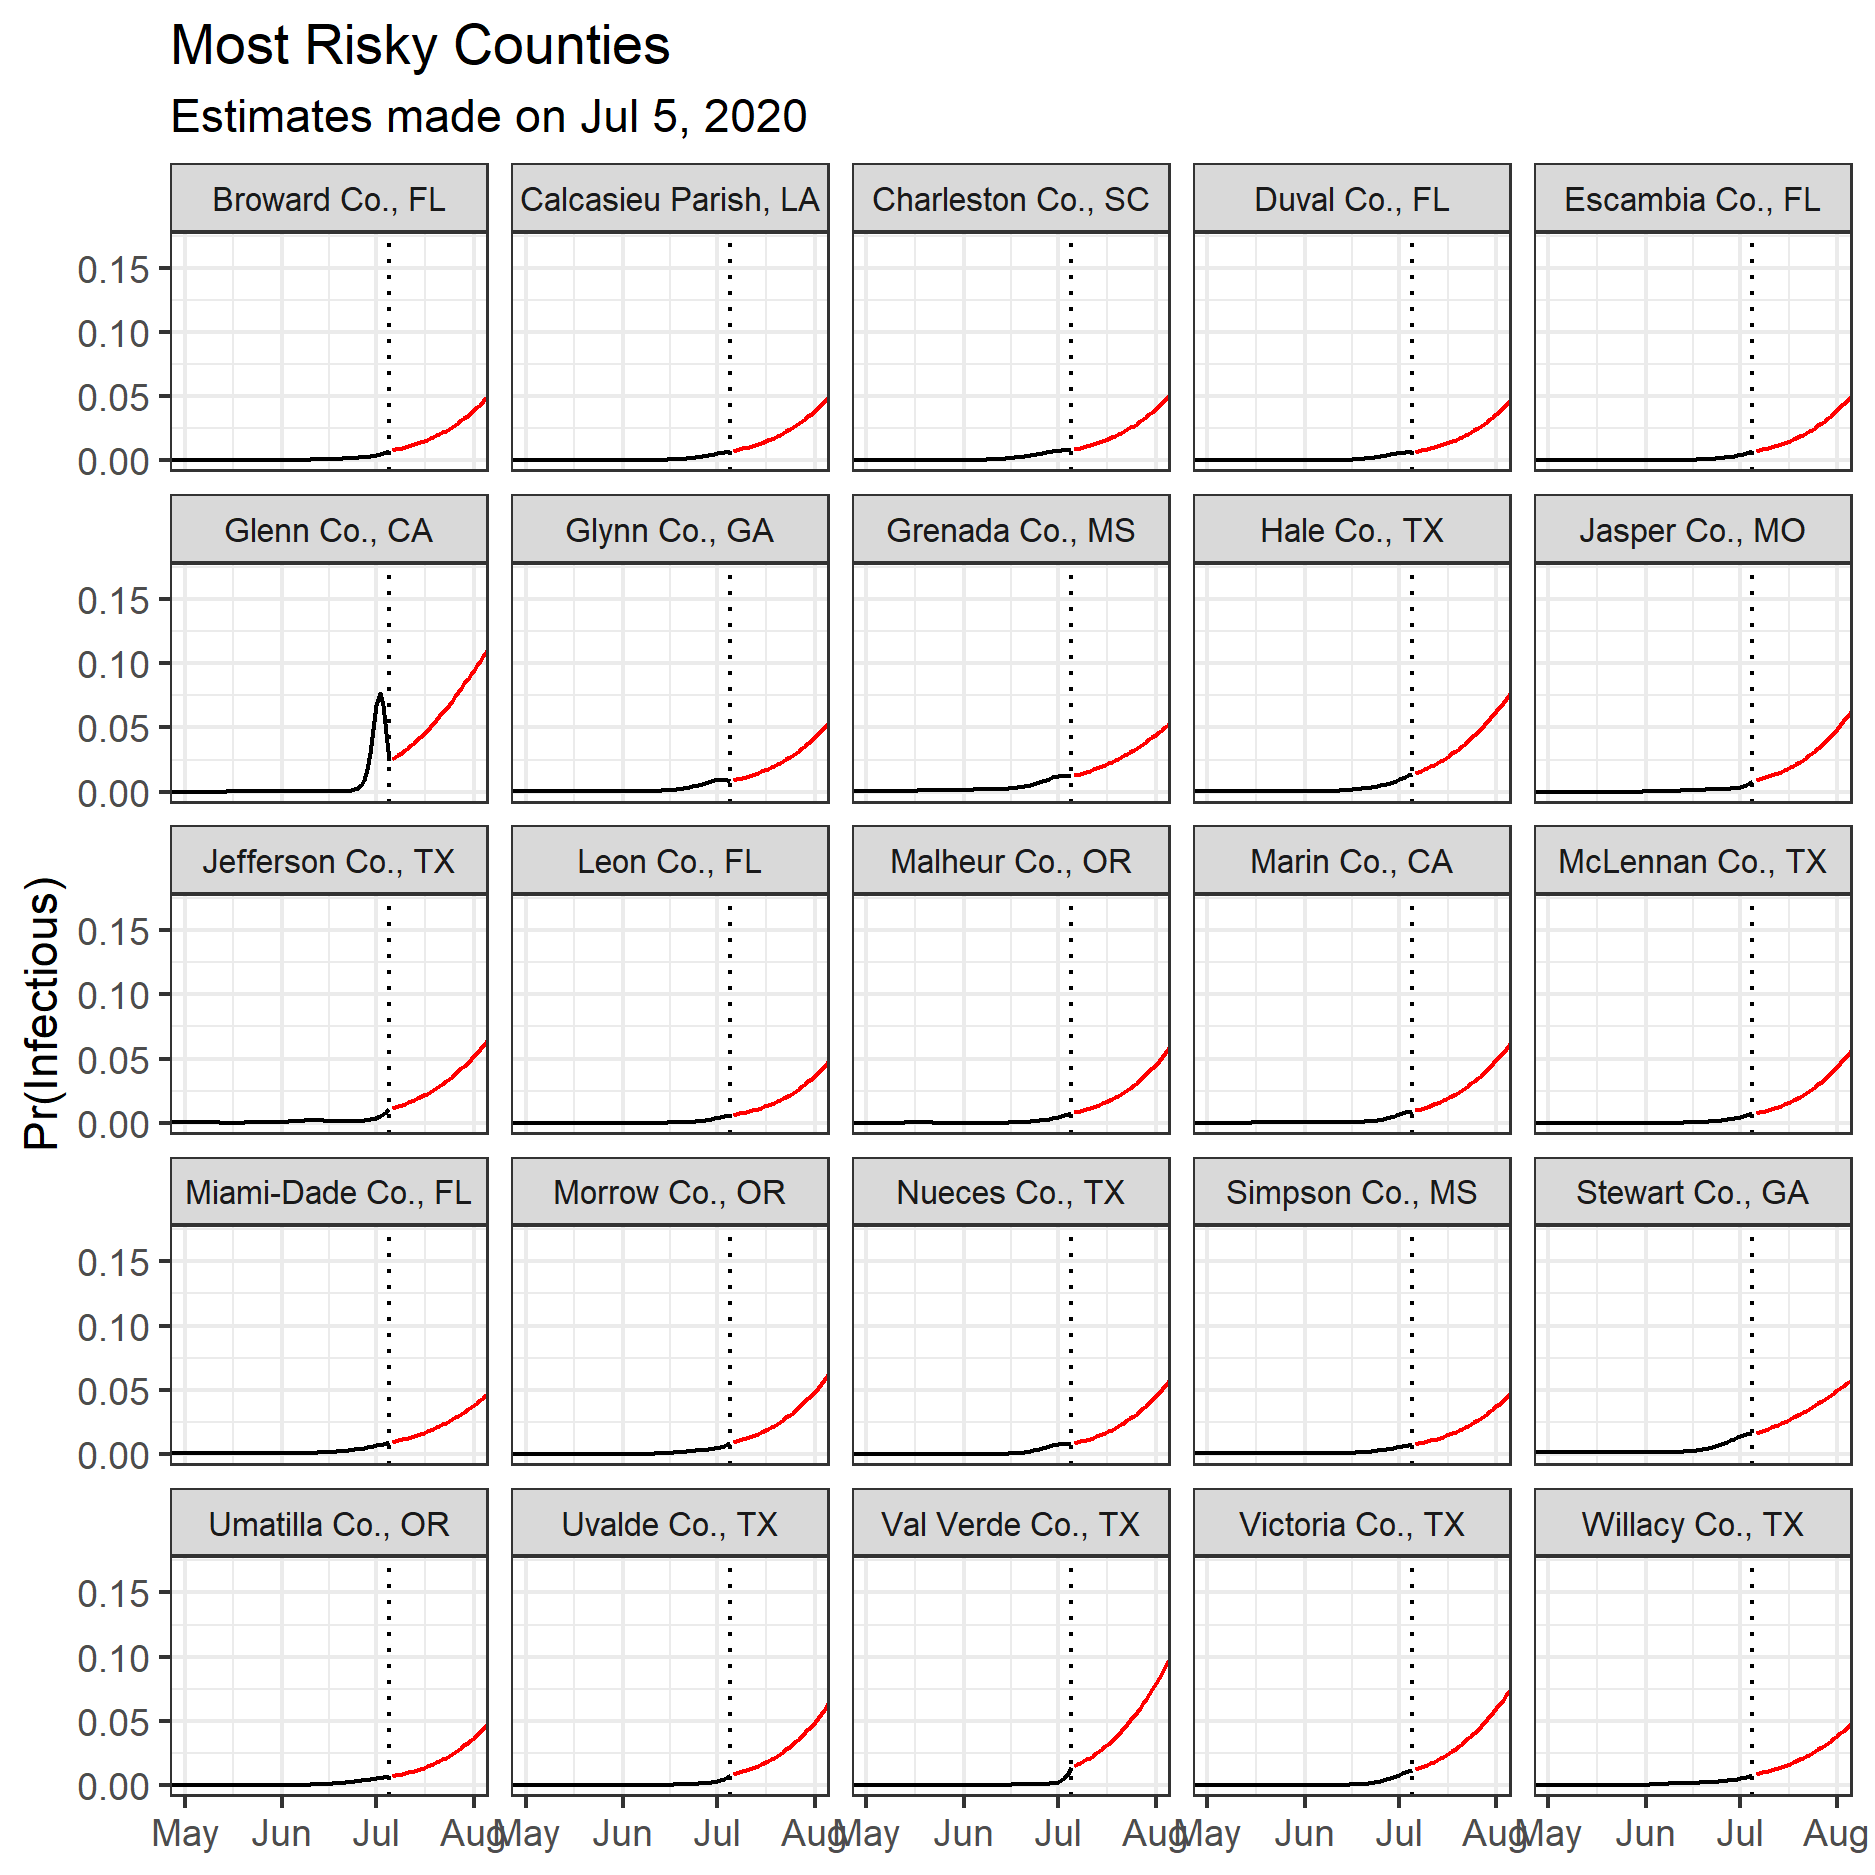 Most Risky Counties
Estimates made on Jul 5, 2020
Broward Co., FL Calcasieu Parish, LA Charleston Co., SC Duval Co., FL Escambia Co., FL
0.15
0.10
0.05
0.00
Glenn Co., CA Glynn Co., GA Grenada Co., MS Hale Co., TX Jasper Co., MO
0.15
0.10
0.05
0.00
Jefferson Co., TX Leon Co., FL Malheur Co., OR Marin Co., CA McLennan Co., TX
0.15
0.10
0.05
0.00
Pr(Infectious)
Miami-Dade Co., FL Morrow Co., OR Nueces Co., TX Simpson Co., MS Stewart Co., GA
0.15
0.10
0.05
0.00
Umatilla Co., OR Uvalde Co., TX Val Verde Co., TX Victoria Co., TX Willacy Co., TX
0.15
0.10
0.05
0.00
May Jun Jul Aug May Jun Jul Aug May Jun Jul Aug May Jun Jul Aug May Jun Jul Aug